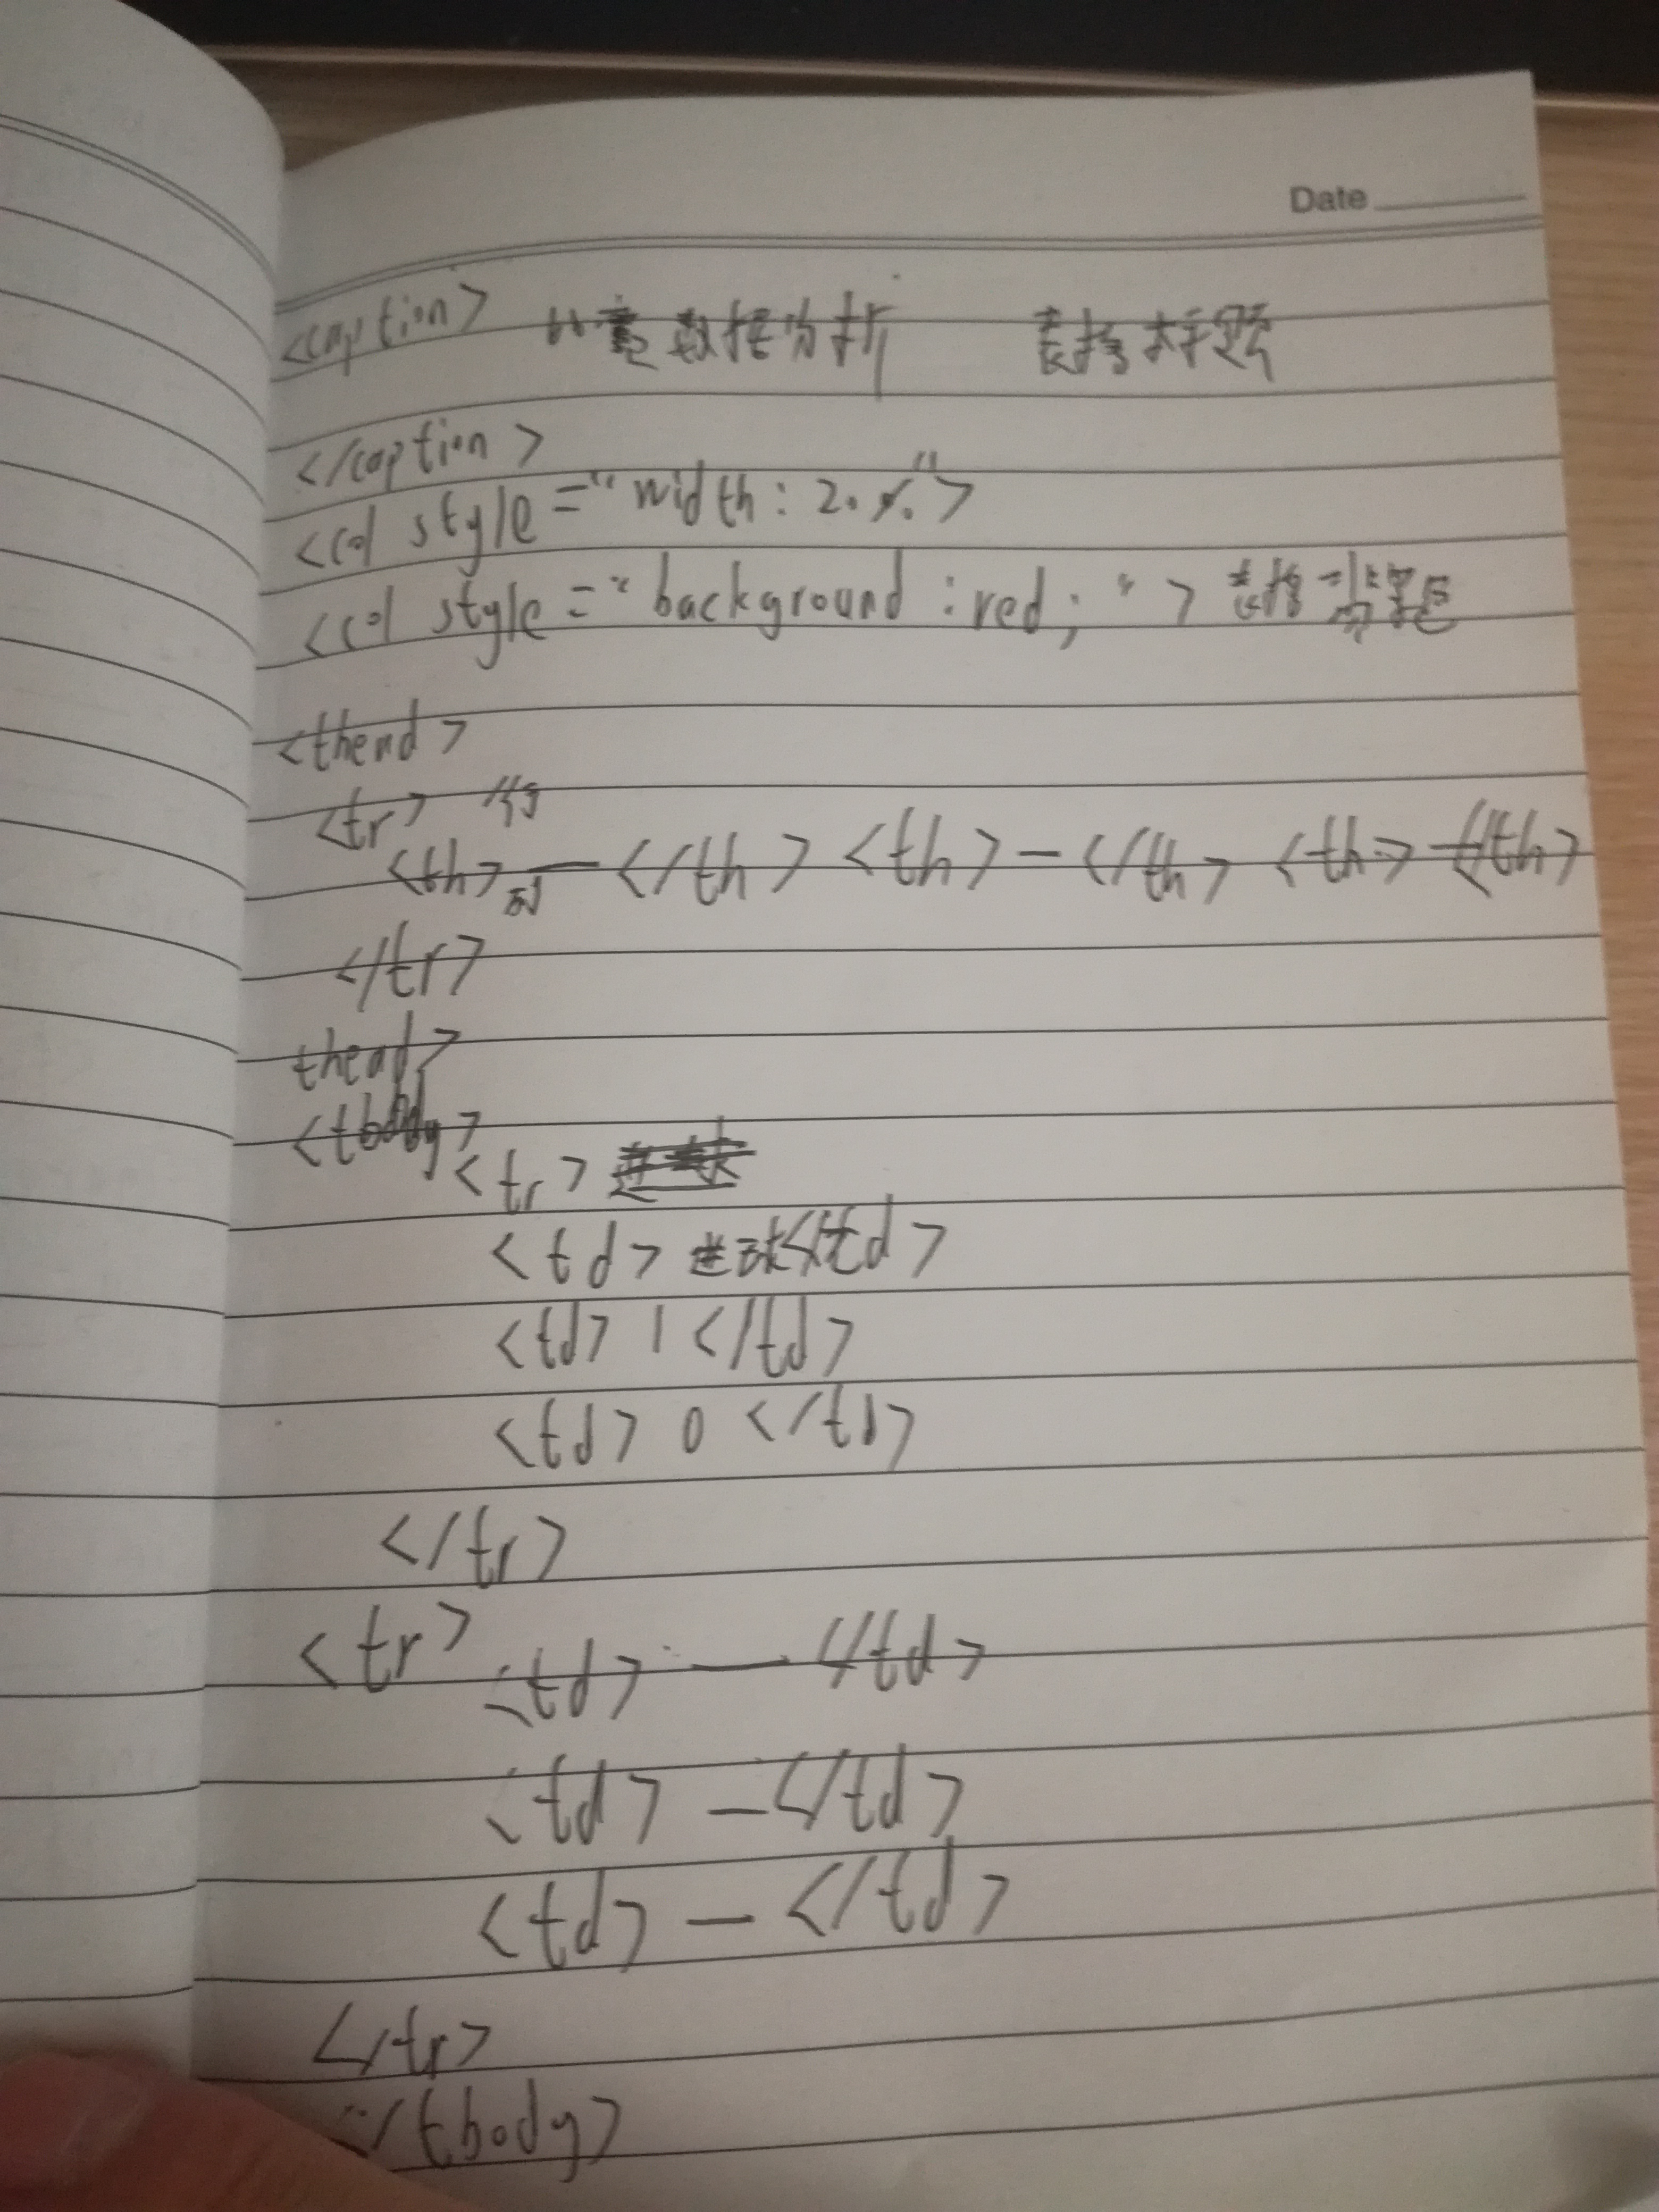 Date
<caption> 比赛数据分析 表格标题
</caption>
<col style="width: 20%">
<col style="background:red;"> 表格背景色
<thead>
<tr> 行
<th>列 — </th> <th> — </th> <th> — </th>
</tr>
thead>
<tbody>
<tr>
<td> 进球</td>
<td> 1 </td>
<td> 0 </td>
</tr>
<tr>
<td> — </td>
<td> — </td>
<td> — </td>
</tr>
</tbody>